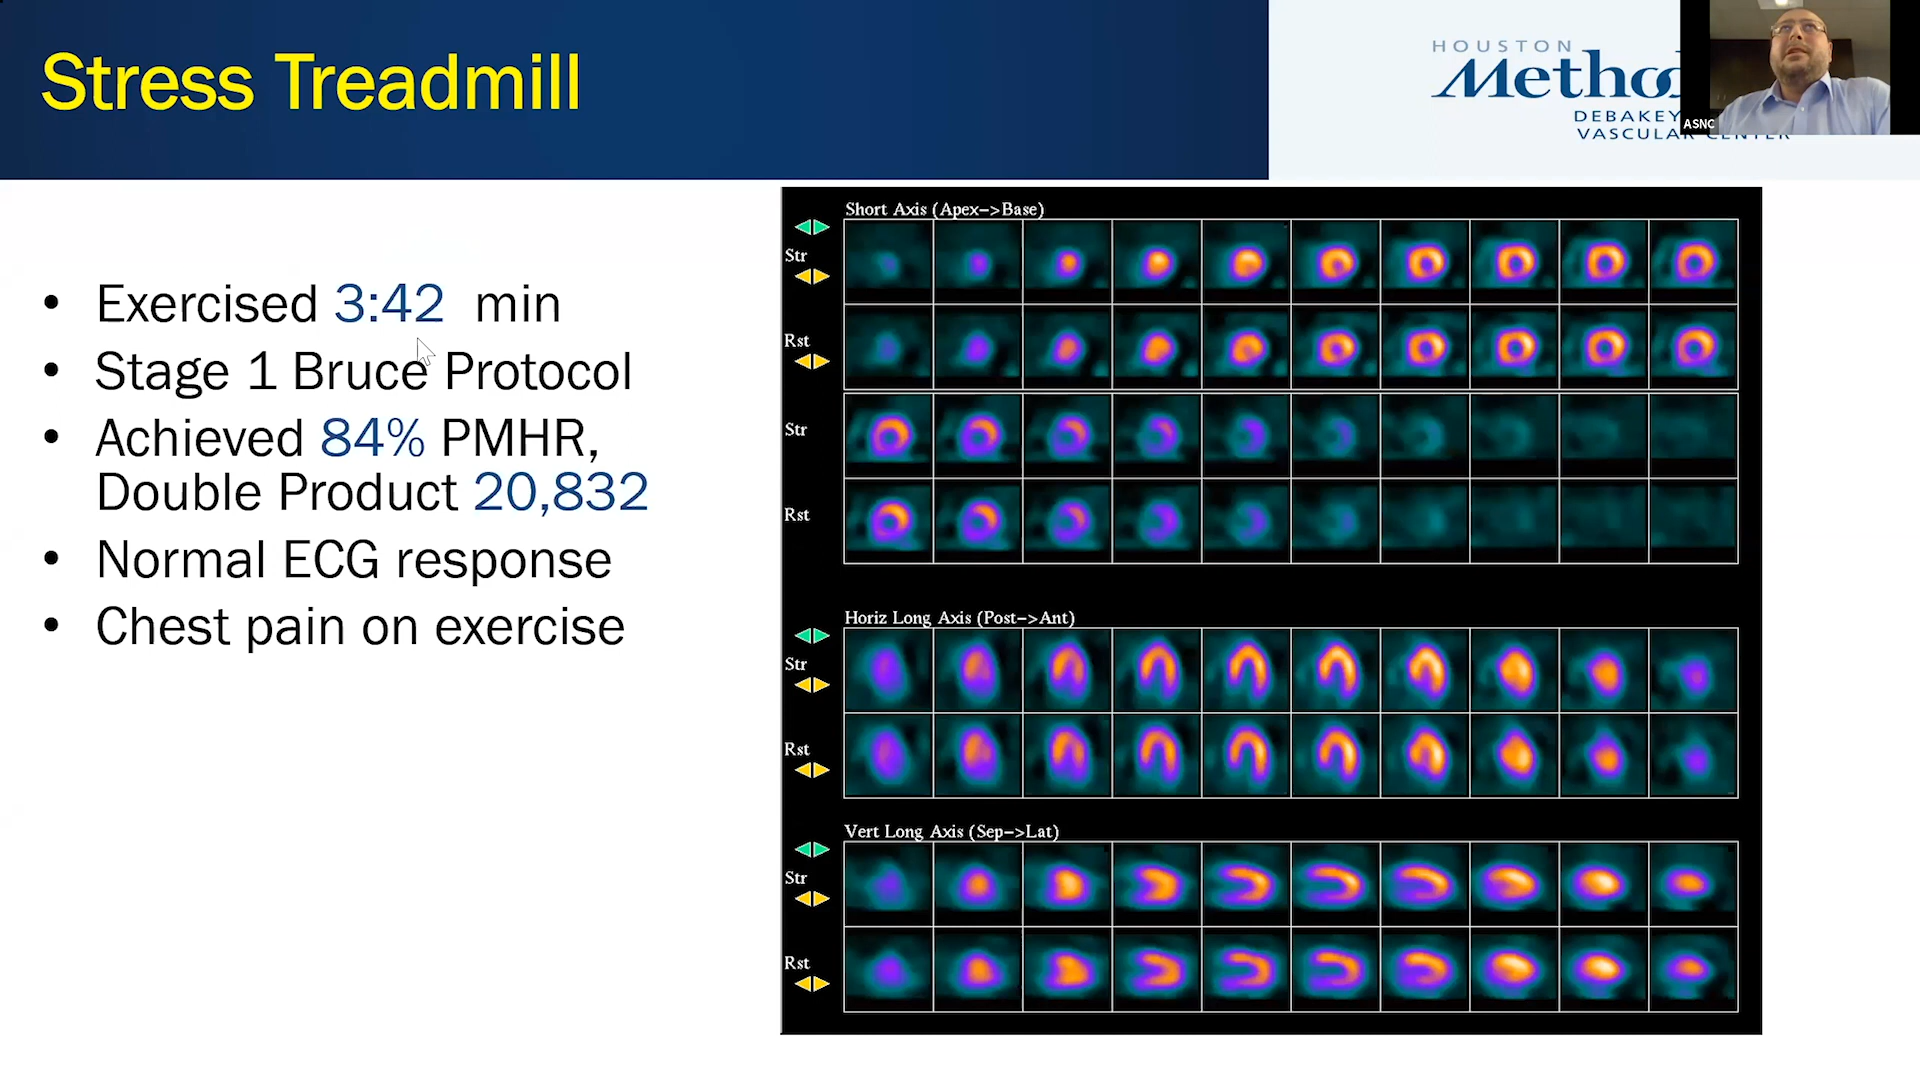 Stress Treadmill
HOUSTON
DEBAKEY
VASCULAR CENTER
ASNC
• Exercised 3:42 min
• Stage 1 Bruce Protocol
• Achieved 84% PMHR,
Double Product 20,832
• Normal ECG response
• Chest pain on exercise
Short Axis (Apex->Base)
Str
Rst
Str
Rst
Horiz Long Axis (Post->Ant)
Str
Rst
Vert Long Axis (Sep->Lat)
Str
Rst